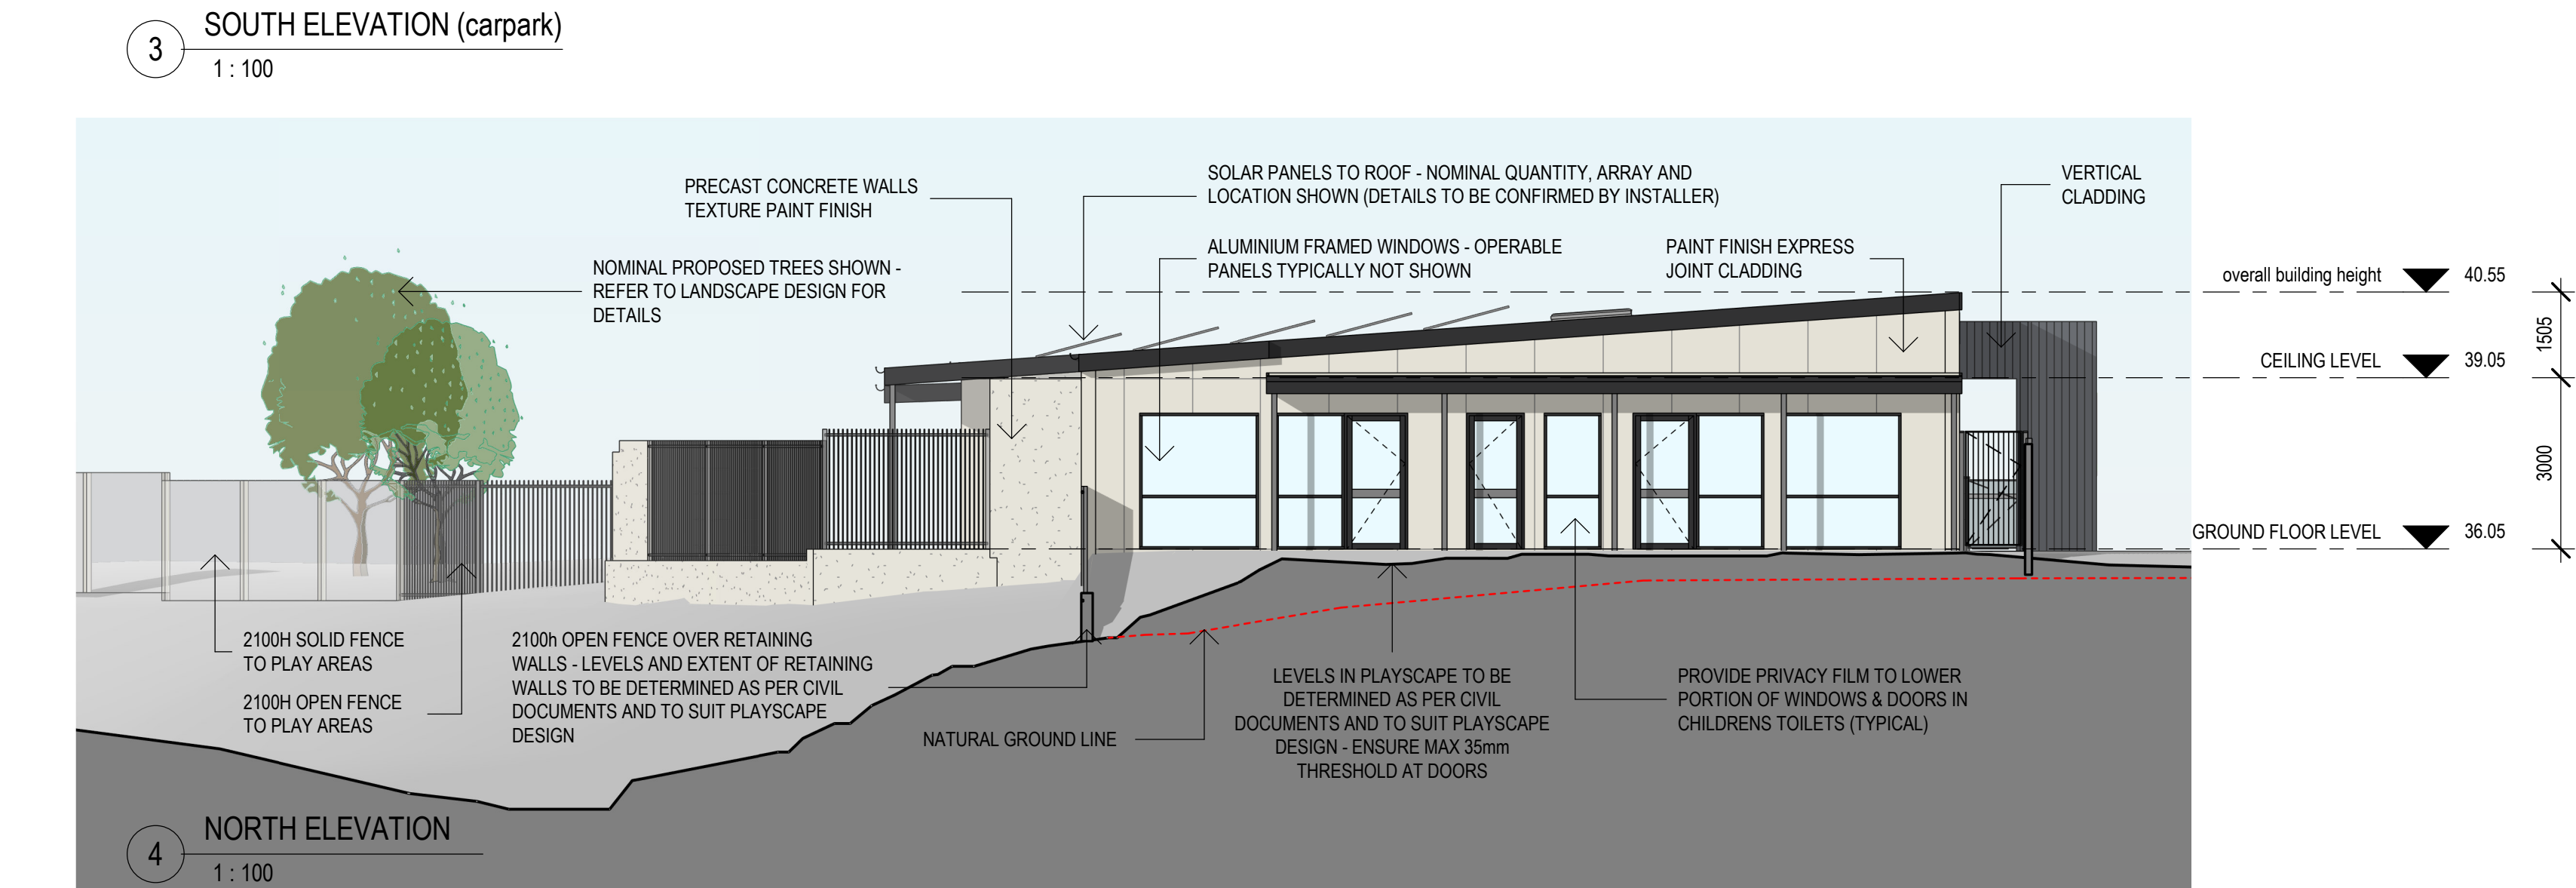 3
SOUTH ELEVATION (carpark)
1 : 100
PRECAST CONCRETE WALLS
TEXTURE PAINT FINISH
SOLAR PANELS TO ROOF - NOMINAL QUANTITY, ARRAY AND
LOCATION SHOWN (DETAILS TO BE CONFIRMED BY INSTALLER)
VERTICAL
CLADDING
NOMINAL PROPOSED TREES SHOWN -
REFER TO LANDSCAPE DESIGN FOR
DETAILS
ALUMINIUM FRAMED WINDOWS - OPERABLE
PANELS TYPICALLY NOT SHOWN
PAINT FINISH EXPRESS
JOINT CLADDING
overall building height
40.55
1505
CEILING LEVEL
39.05
3000
GROUND FLOOR LEVEL
36.05
2100H SOLID FENCE
TO PLAY AREAS
2100H OPEN FENCE
TO PLAY AREAS
2100h OPEN FENCE OVER RETAINING
WALLS - LEVELS AND EXTENT OF RETAINING
WALLS TO BE DETERMINED AS PER CIVIL
DOCUMENTS AND TO SUIT PLAYSCAPE
DESIGN
NATURAL GROUND LINE
LEVELS IN PLAYSCAPE TO BE
DETERMINED AS PER CIVIL
DOCUMENTS AND TO SUIT PLAYSCAPE
DESIGN - ENSURE MAX 35mm
THRESHOLD AT DOORS
PROVIDE PRIVACY FILM TO LOWER
PORTION OF WINDOWS & DOORS IN
CHILDRENS TOILETS (TYPICAL)
4
NORTH ELEVATION
1 : 100